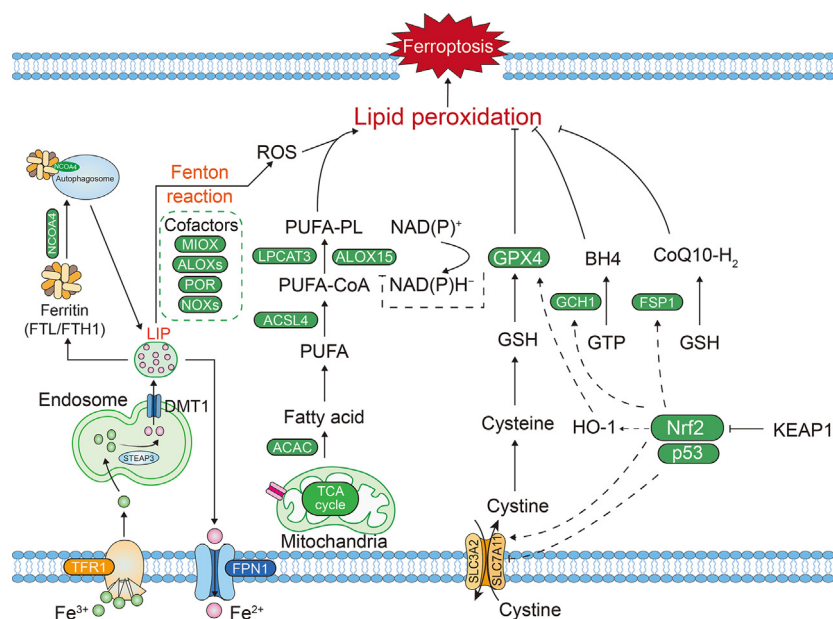 Ferroptosis
Lipid peroxidation
ROS
Fenton
reaction
NCOA4
Autophagosome
NCOA4
Cofactors
MIOX
ALOXs
POR
NOXs
PUFA-PL
NAD(P)⁺
LPCAT3
ALOX15
GPX4
BH4
CoQ10-H₂
PUFA-CoA
NAD(P)H⁻
Ferritin
(FTL/FTH1)
ACSL4
GCH1
FSP1
LIP
PUFA
GSH
GTP
GSH
Endosome
DMT1
Fatty acid
Cysteine
HO-1
Nrf2
KEAP1
p53
STEAP3
ACAC
TCA
cycle
Cystine
Mitochondria
TFR1
FPN1
SLC3A2
SLC7A11
Fe³⁺
Fe²⁺
Cystine